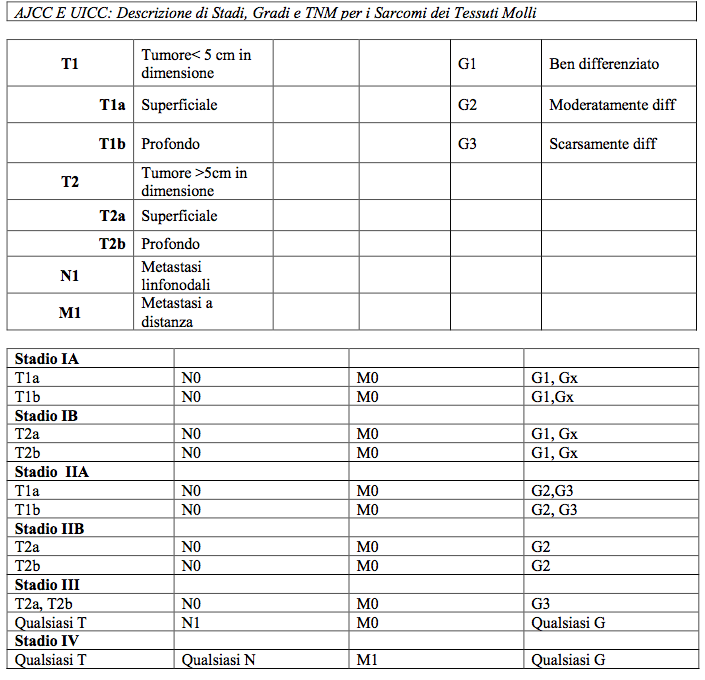 AJCC E UICC: Descrizione di Stadi, Gradi e TNM per i Sarcomi dei Tessuti Molli
T1 Tumore< 5 cm in dimensione G1 Ben differenziato
T1a Superficiale G2 Moderatamente diff
T1b Profondo G3 Scarsamente diff
T2 Tumore >5cm in dimensione
T2a Superficiale
T2b Profondo
N1 Metastasi linfonodali
M1 Metastasi a distanza
Stadio IA
T1a N0 M0 G1, Gx
T1b N0 M0 G1,Gx
Stadio IB
T2a N0 M0 G1, Gx
T2b N0 M0 G1, Gx
Stadio IIA
T1a N0 M0 G2,G3
T1b N0 M0 G2, G3
Stadio IIB
T2a N0 M0 G2
T2b N0 M0 G2
Stadio III
T2a, T2b N0 M0 G3
Qualsiasi T N1 M0 Qualsiasi G
Stadio IV
Qualsiasi T Qualsiasi N M1 Qualsiasi G